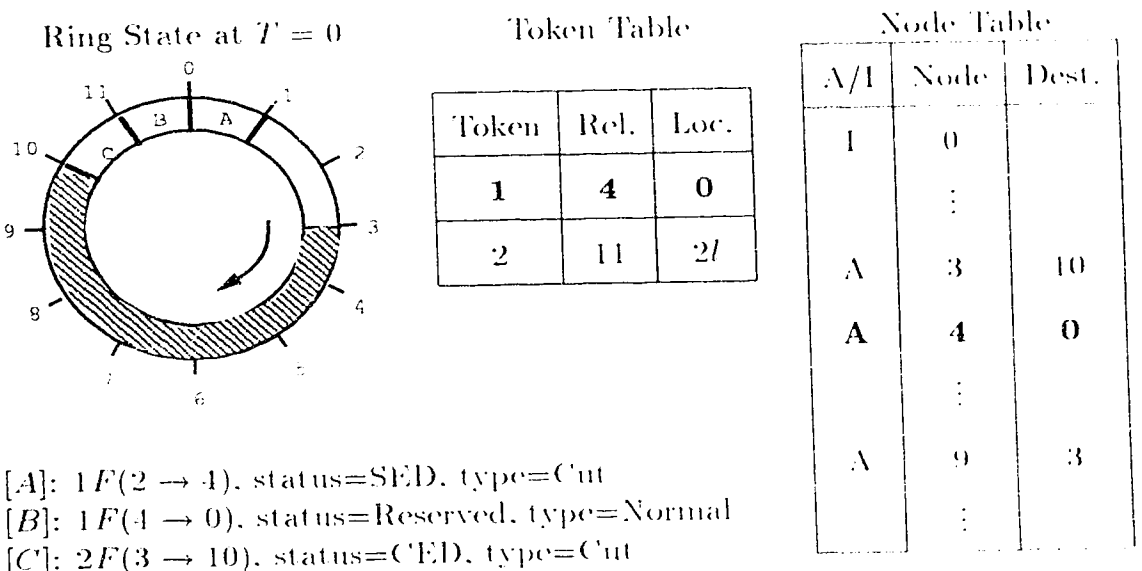 Ring State at T = 0
0
1
2
3
4
6
8
9
10
11
A
B
C
Token Table
Token Rel. Loc.
1 4 0
2 11 2l
Node Table
A/I Node Dest.
I 0
⋮
A 3 10
A 4 0
⋮
A 9 3
⋮
[A]: 1F(2 → 4), status=SED, type=Cut
[B]: 1F(4 → 0), status=Reserved, type=Normal
[C]: 2F(3 → 10), status=CED, type=Cut